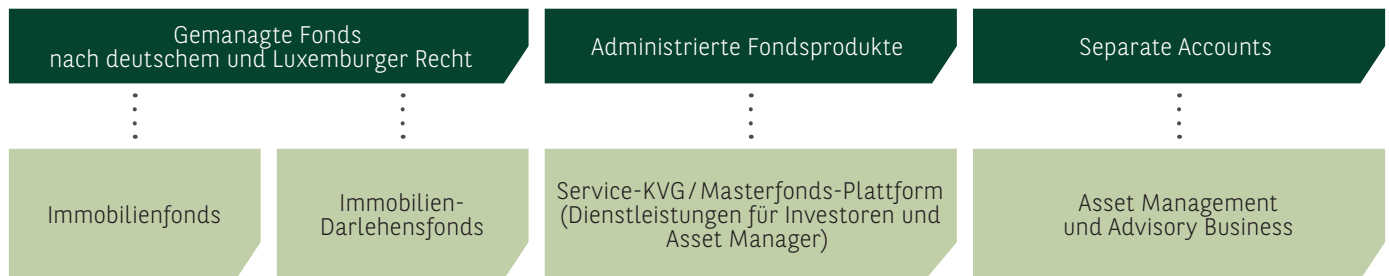 Gemanagte Fonds
nach deutschem und Luxemburger Recht
Administrierte Fondsprodukte
Separate Accounts
Immobilienfonds
Immobilien-
Darlehensfonds
Service-KVG/Masterfonds-Plattform
(Dienstleistungen für Investoren und
Asset Manager)
Asset Management
und Advisory Business